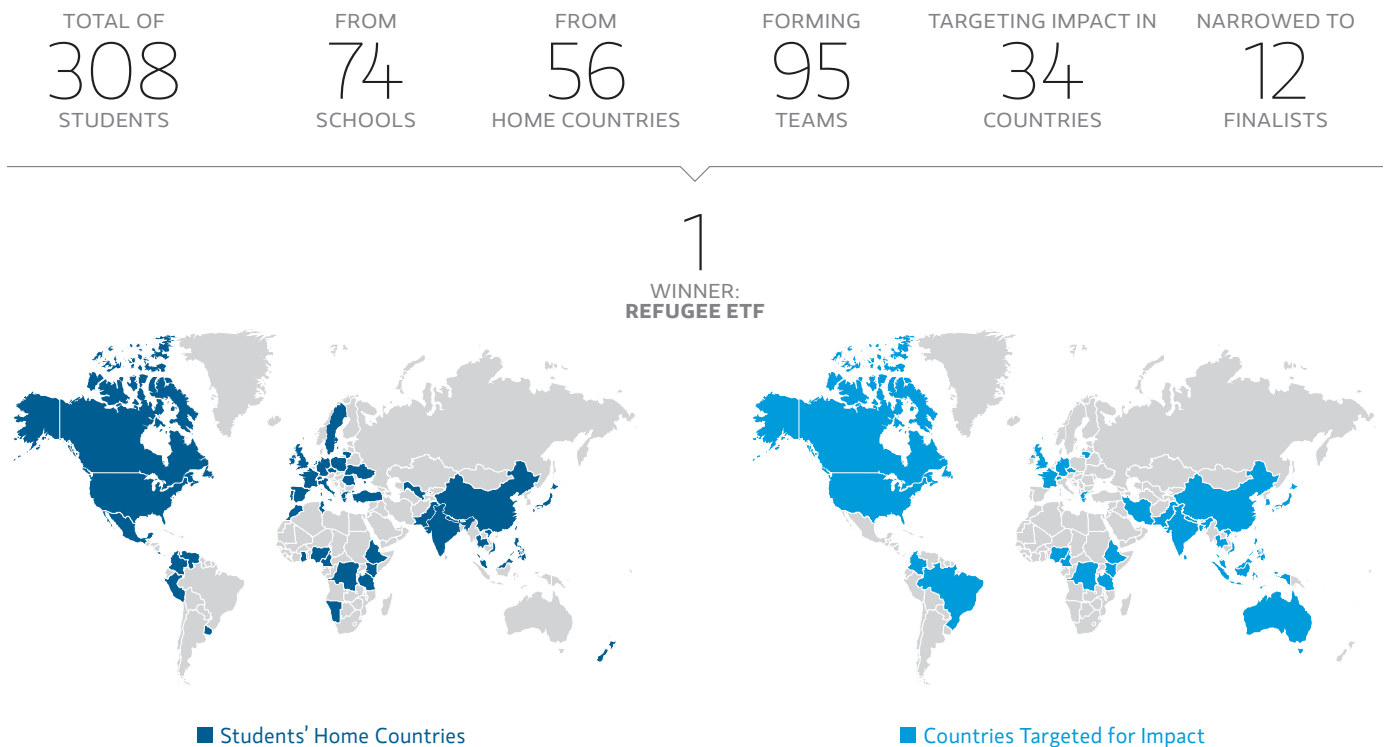 TOTAL OF
308
STUDENTS
FROM
74
SCHOOLS
FROM
56
HOME COUNTRIES
FORMING
95
TEAMS
TARGETING IMPACT IN
34
COUNTRIES
NARROWED TO
12
FINALISTS
1
WINNER:
REFUGEE ETF
Students’ Home Countries
Countries Targeted for Impact